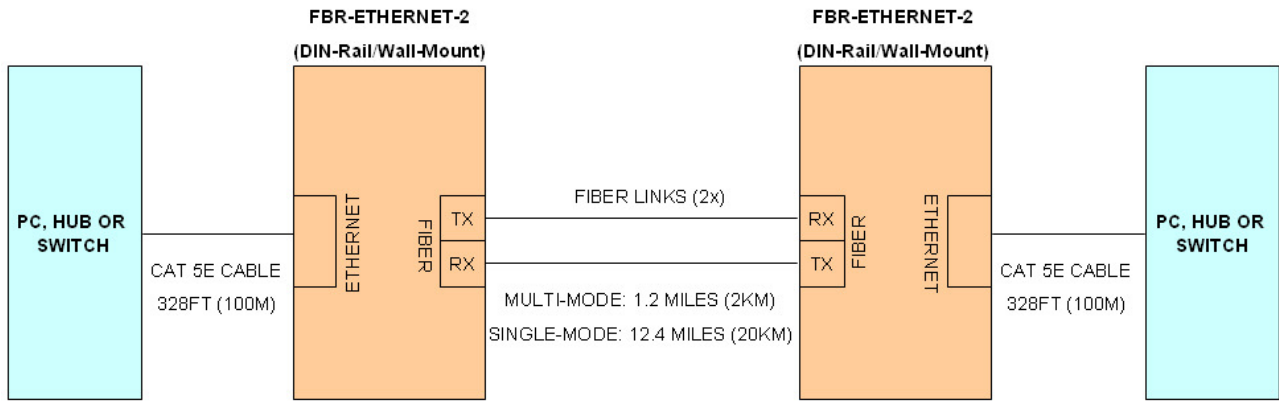 FBR-ETHERNET-2
(DIN-Rail/Wall-Mount)
FBR-ETHERNET-2
(DIN-Rail/Wall-Mount)
PC, HUB OR
SWITCH
CAT 5E CABLE
328FT (100M)
ETHERNET
FIBER
TX
RX
FIBER LINKS (2x)
MULTI-MODE: 1.2 MILES (2KM)
SINGLE-MODE: 12.4 MILES (20KM)
RX
TX
FIBER
ETHERNET
CAT 5E CABLE
328FT (100M)
PC, HUB OR
SWITCH